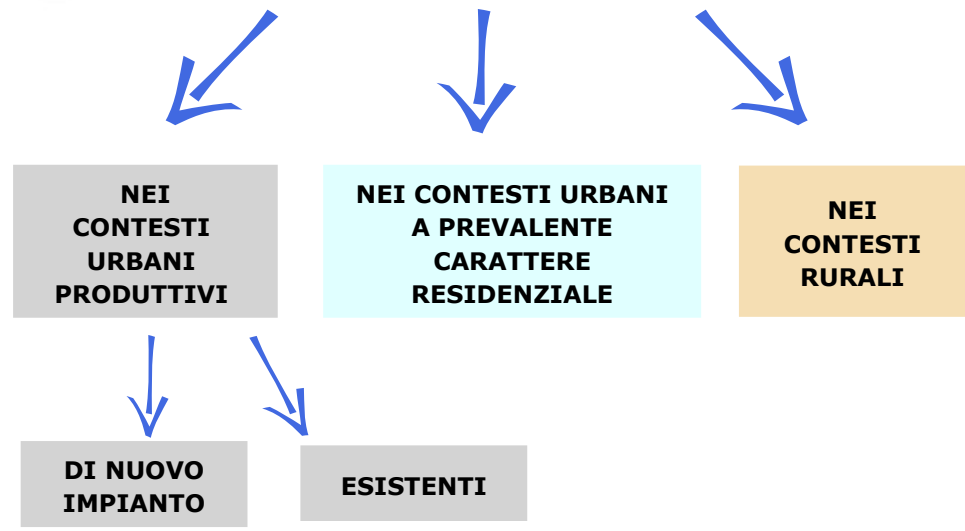 NEI
CONTESTI
URBANI
PRODUTTIVI
NEI CONTESTI URBANI
A PREVALENTE
CARATTERE
RESIDENZIALE
NEI
CONTESTI
RURALI
DI NUOVO
IMPIANTO
ESISTENTI